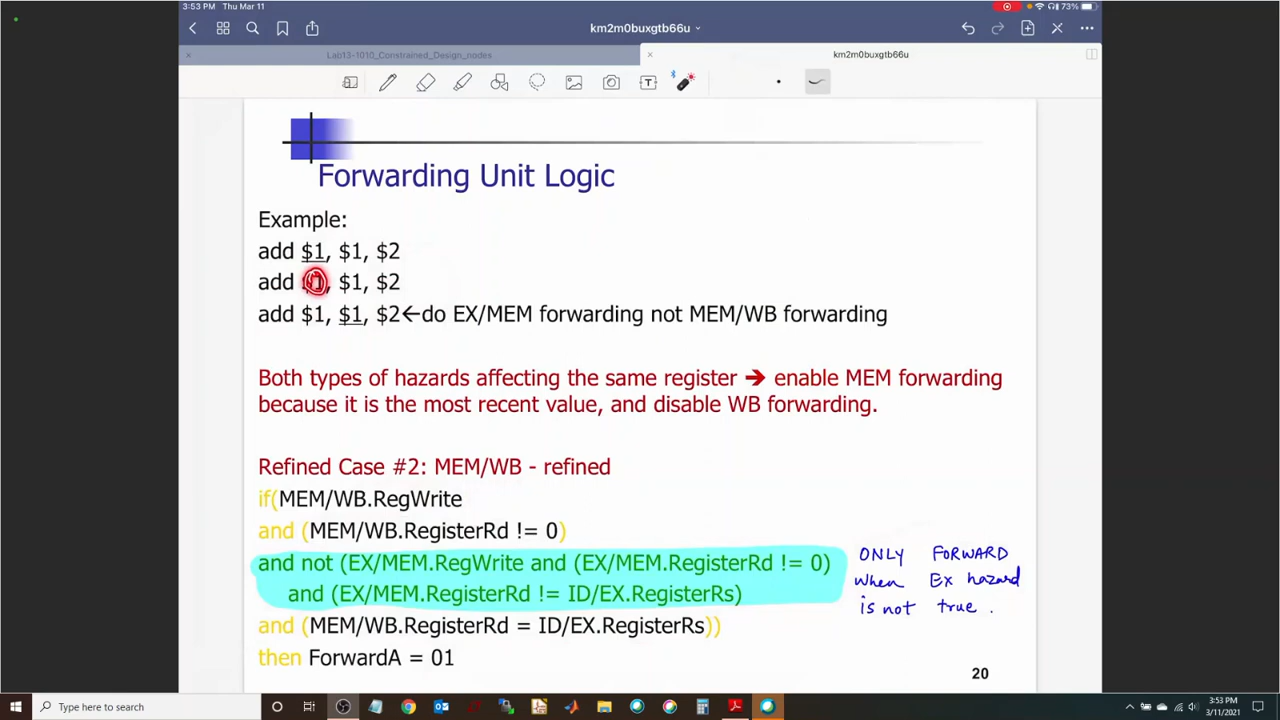 3:53 PM Thu Mar 11
73%
km2m0buxgtb66u
Lab13-1010_Constrained_Design_nodes
km2m0buxgtb66u
Forwarding Unit Logic
Example:
add $1, $1, $2
add $1, $1, $2
add $1, $1, $2←do EX/MEM forwarding not MEM/WB forwarding
Both types of hazards affecting the same register ➔ enable MEM forwarding
because it is the most recent value, and disable WB forwarding.
Refined Case #2: MEM/WB - refined
if(MEM/WB.RegWrite
and (MEM/WB.RegisterRd != 0)
and not (EX/MEM.RegWrite and (EX/MEM.RegisterRd != 0)
and (EX/MEM.RegisterRd != ID/EX.RegisterRs)
and (MEM/WB.RegisterRd = ID/EX.RegisterRs))
then ForwardA = 01
ONLY FORWARD
when Ex hazard
is not true.
20
Type here to search
3:53 PM
3/11/2021